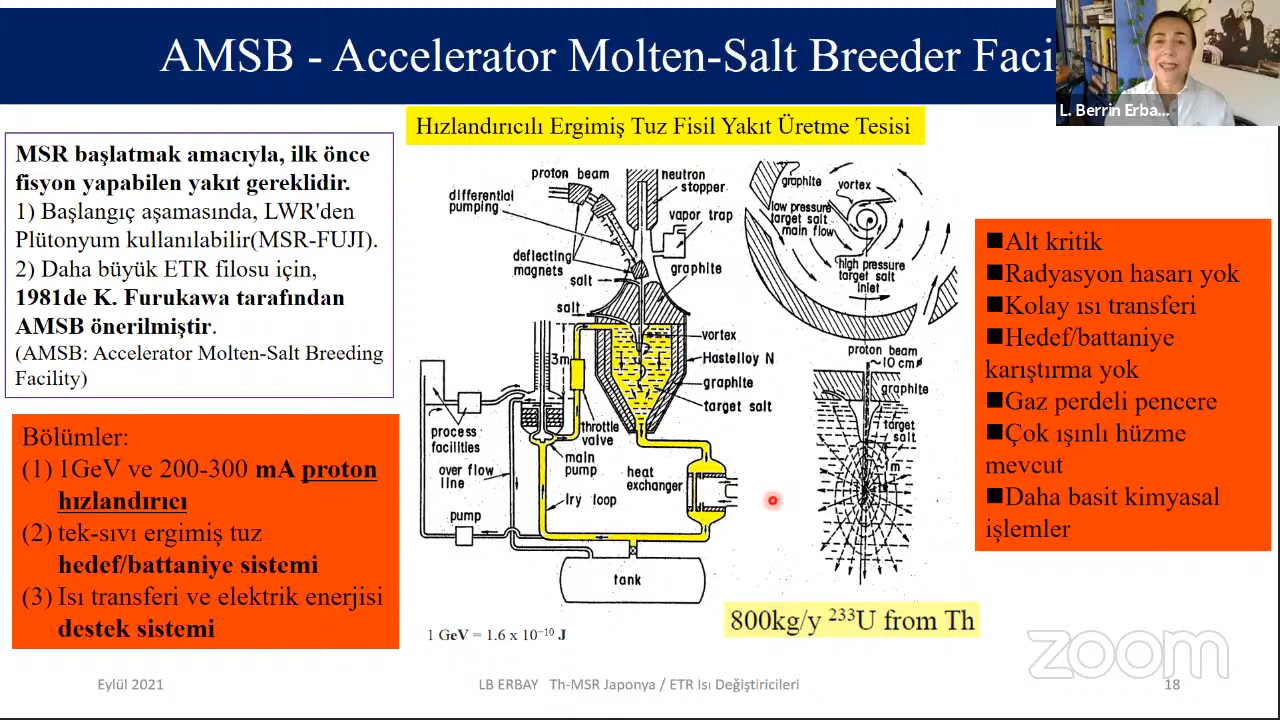 AMSB - Accelerator Molten-Salt Breeder Faci
L. Berrin Erba...
Hızlandırıcılı Ergimiş Tuz Fisil Yakıt Üretme Tesisi
MSR başlatmak amacıyla, ilk önce
fisyon yapabilen yakıt gereklidir.
1) Başlangıç aşamasında, LWR'den
Plütonyum kullanılabilir(MSR-FUJI).
2) Daha büyük ETR filosu için,
1981de K. Furukawa tarafından
AMSB önerilmiştir.
(AMSB: Accelerator Molten-Salt Breeding
Facility)
Bölümler:
(1) 1GeV ve 200-300 mA proton
hızlandırıcı
(2) tek-sıvı ergimiş tuz
hedef/battaniye sistemi
(3) Isı transferi ve elektrik enerjisi
destek sistemi
proton beam
neutron
stopper
differential
pumping
vapor trap
deflecting
magnets
graphite
salt
salt
vortex
3m
Hastelloy N
graphite
target salt
process
facilities
throttle
valve
main
pump
over flow
line
heat
exchanger
Iry loop
pump
tank
graphite
vortex
low pressure
target salt
main flow
high pressure
target salt
inlet
proton beam
~10 cmø
graphite
target
salt
1m
1 GeV = 1.6 x 10⁻¹⁰ J
800kg/y ²³³U from Th
■Alt kritik
■Radyasyon hasarı yok
■Kolay ısı transferi
■Hedef/battaniye
karıştırma yok
■Gaz perdeli pencere
■Çok ışınlı hüzme
mevcut
■Daha basit kimyasal
işlemler
zoom
Eylül 2021
LB ERBAY Th-MSR Japonya / ETR Isı Değiştiricileri
18